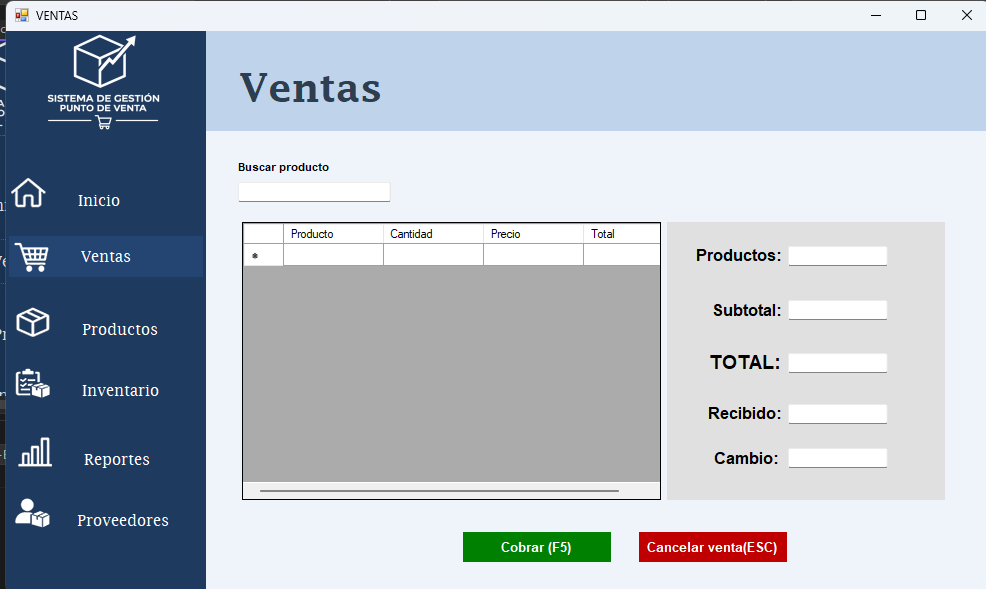 VENTAS
SISTEMA DE GESTIÓN
PUNTO DE VENTA
Ventas
Inicio
Ventas
Productos
Inventario
Reportes
Proveedores
Buscar producto
Producto Cantidad Precio Total
Productos:
Subtotal:
TOTAL:
Recibido:
Cambio:
Cobrar (F5)
Cancelar venta(ESC)